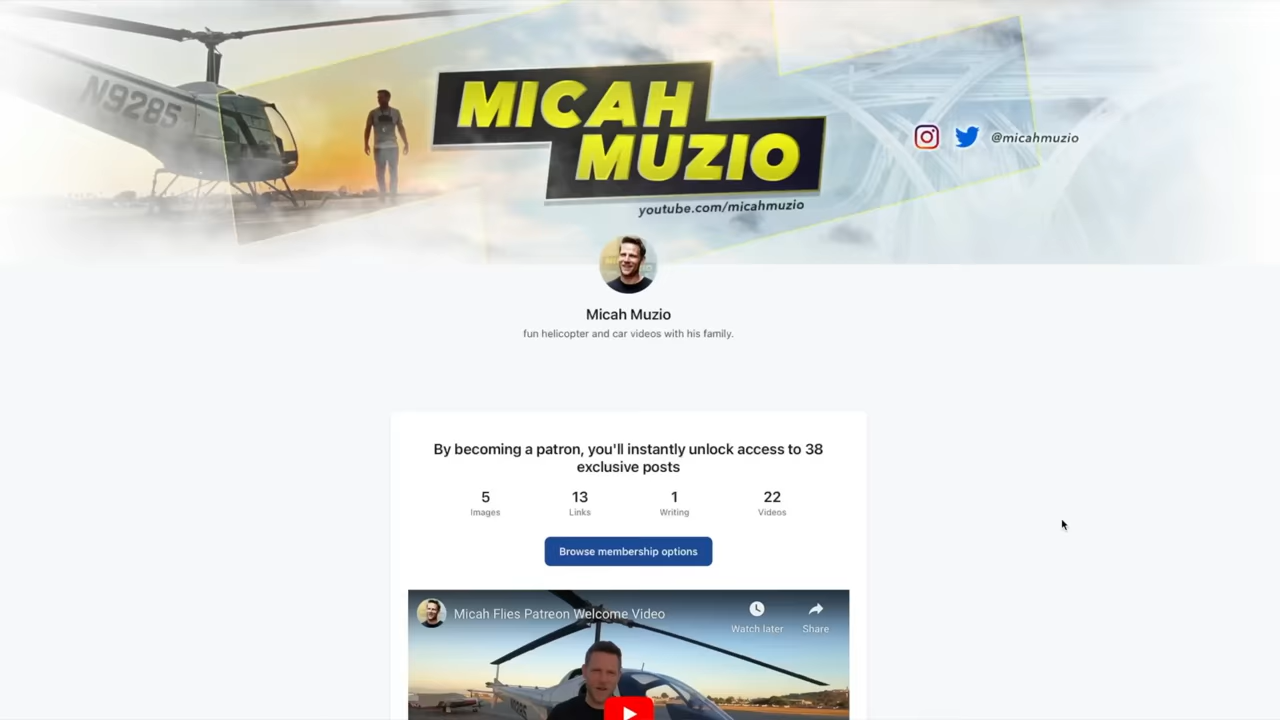 N9285
MICAH
MUZIO
youtube.com/micahmuzio
@micahmuzio
Micah Muzio
fun helicopter and car videos with his family.
By becoming a patron, you'll instantly unlock access to 38
exclusive posts
5 13 1 22
Images Links Writing Videos
Browse membership options
Micah Flies Patreon Welcome Video
Watch later Share